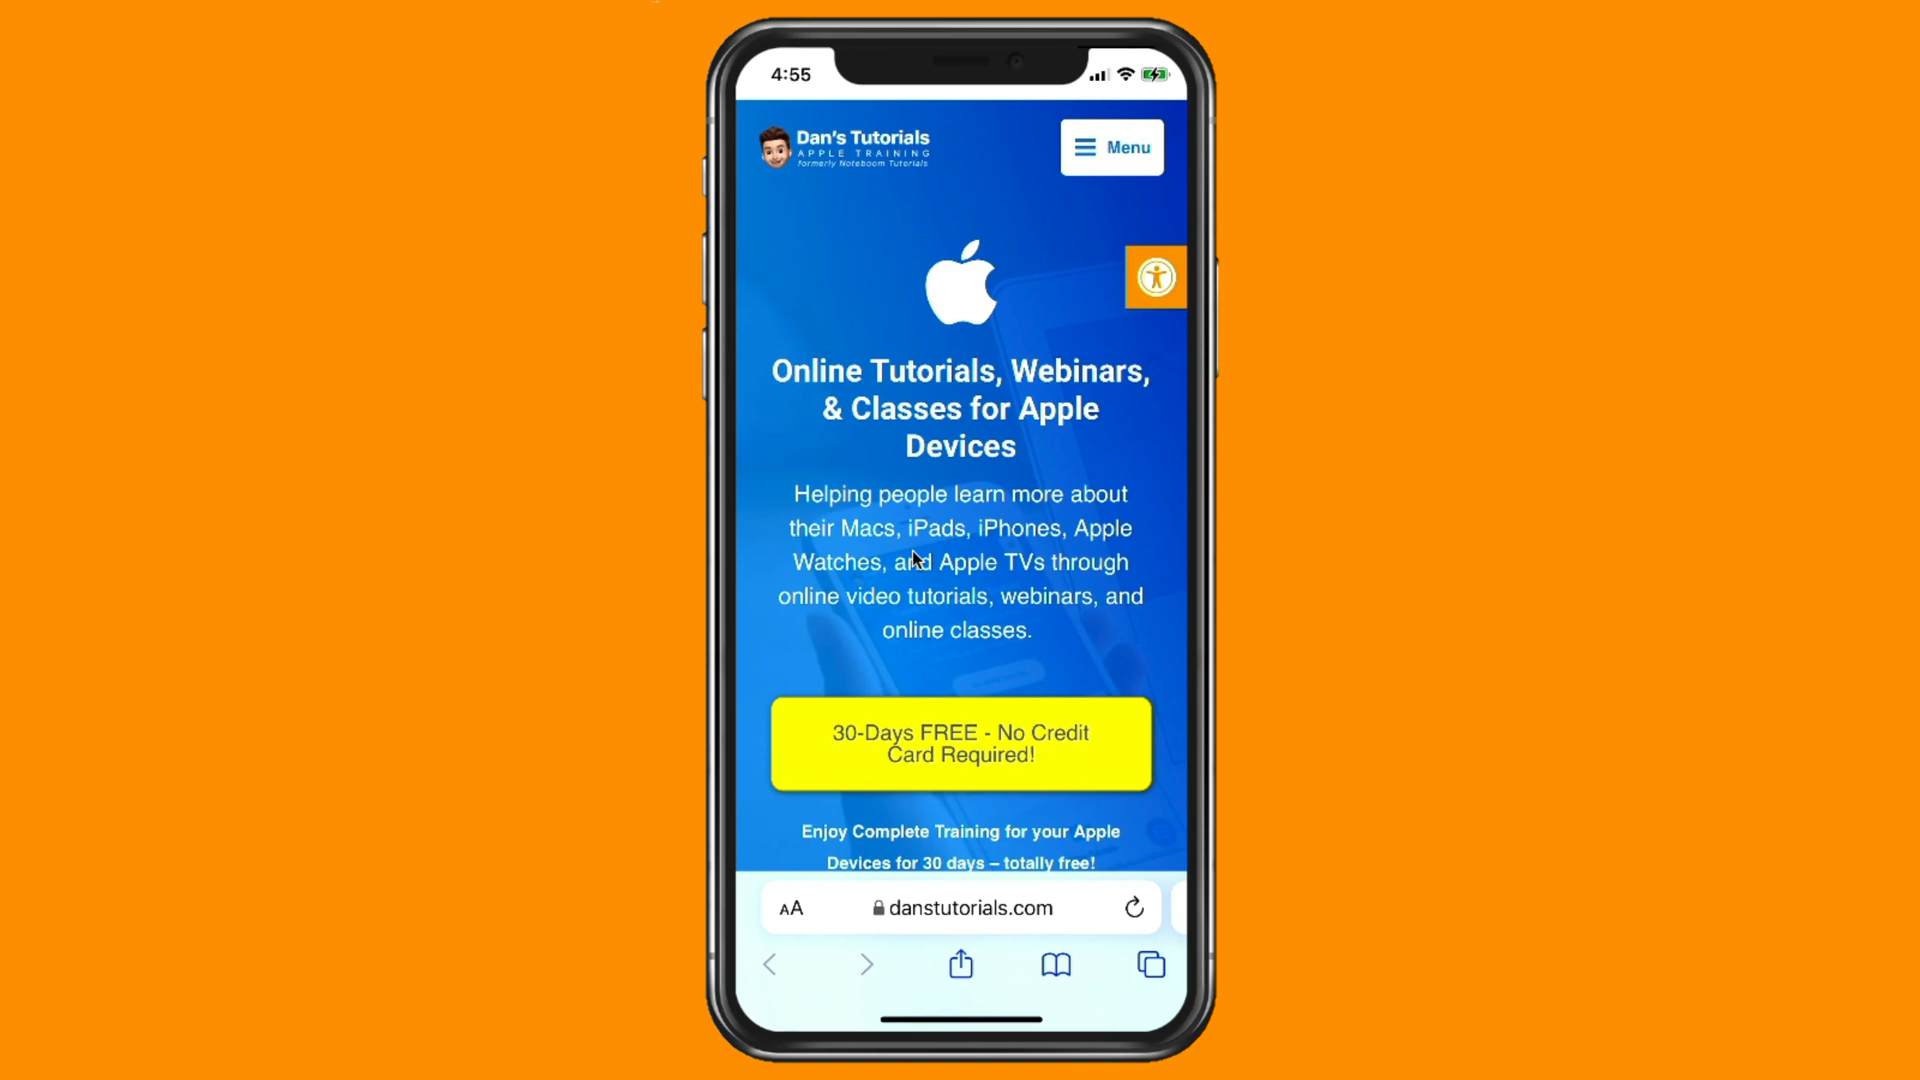 4:55
Dan's Tutorials
APPLE TRAINING
formerly Noteboom Tutorials
Menu
Online Tutorials, Webinars,
& Classes for Apple
Devices
Helping people learn more about
their Macs, iPads, iPhones, Apple
Watches, and Apple TVs through
online video tutorials, webinars, and
online classes.
30-Days FREE - No Credit
Card Required!
Enjoy Complete Training for your Apple
Devices for 30 days – totally free!
AA
danstutorials.com